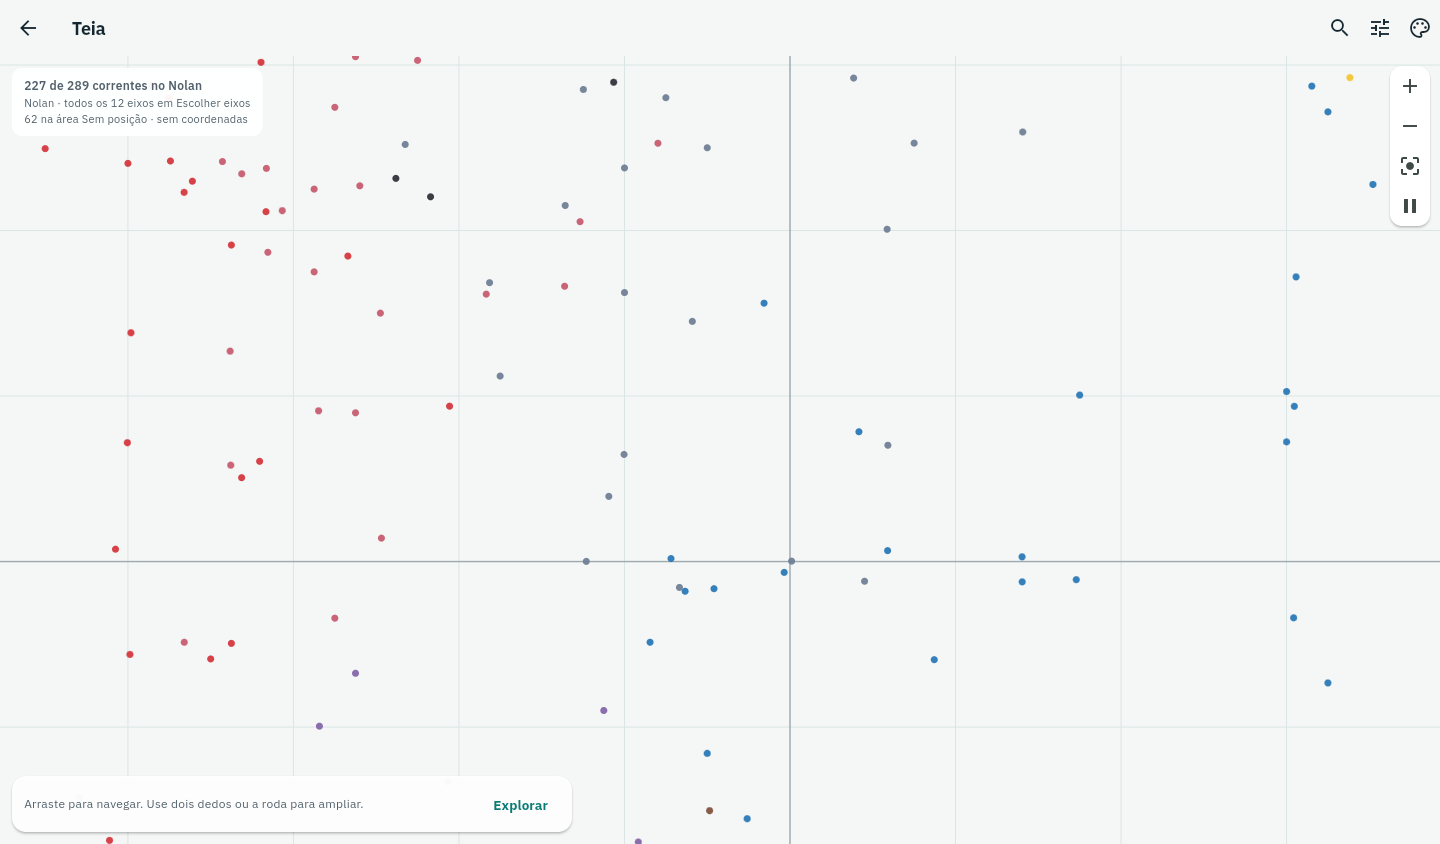 Teia
227 de 289 correntes no Nolan
Nolan · todos os 12 eixos em Escolher eixos
62 na área Sem posição · sem coordenadas
Arraste para navegar. Use dois dedos ou a roda para ampliar.
Explorar